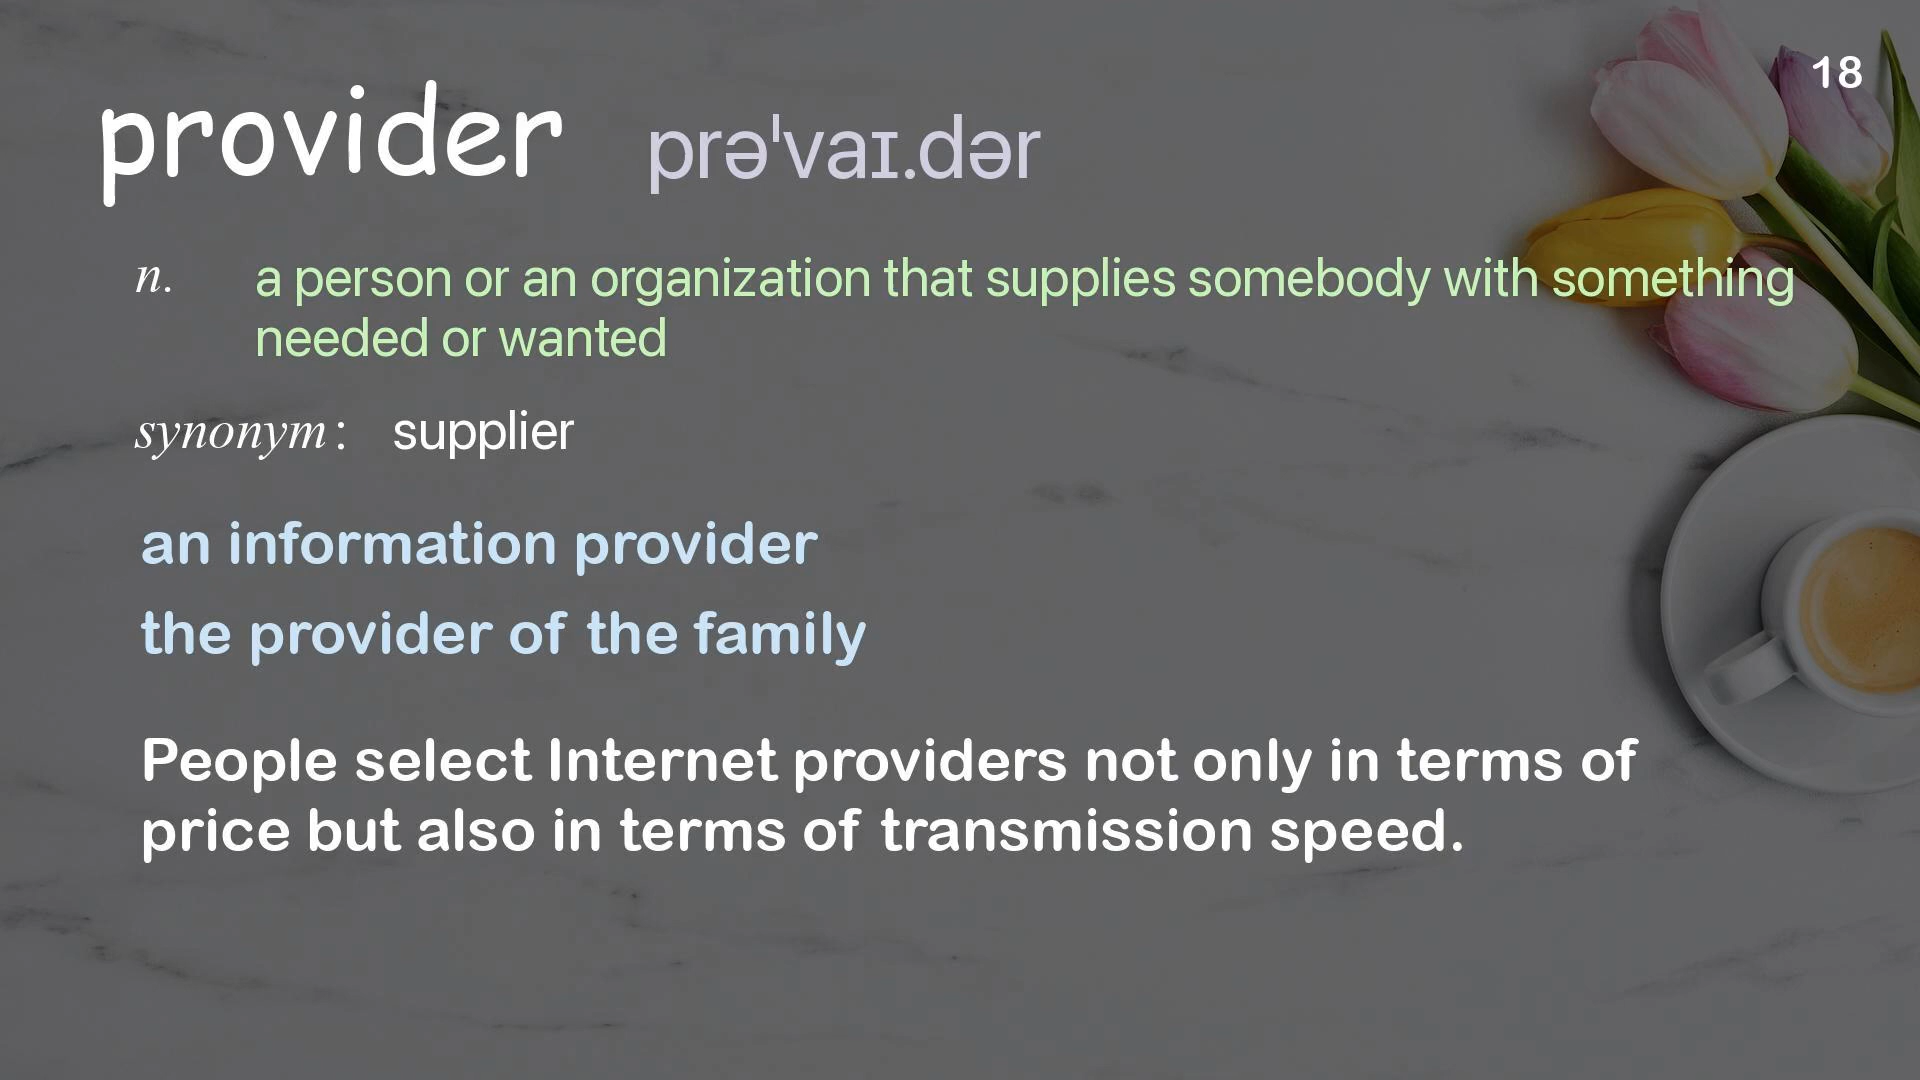 18
provider prəˈvaɪ.dər
n. a person or an organization that supplies somebody with something
needed or wanted
synonym: supplier
an information provider
the provider of the family
People select Internet providers not only in terms of
price but also in terms of transmission speed.